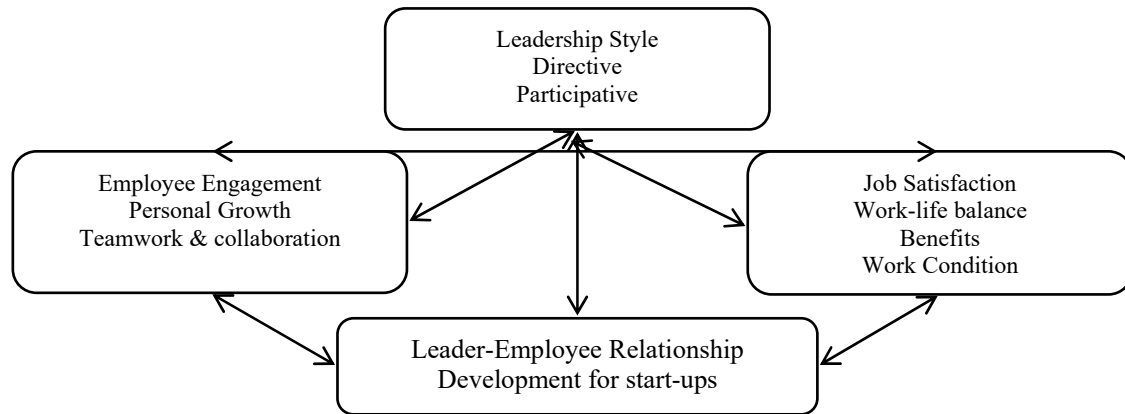 Leadership Style
Directive
Participative
Employee Engagement
Personal Growth
Teamwork & collaboration
Job Satisfaction
Work-life balance
Benefits
Work Condition
Leader-Employee Relationship
Development for start-ups